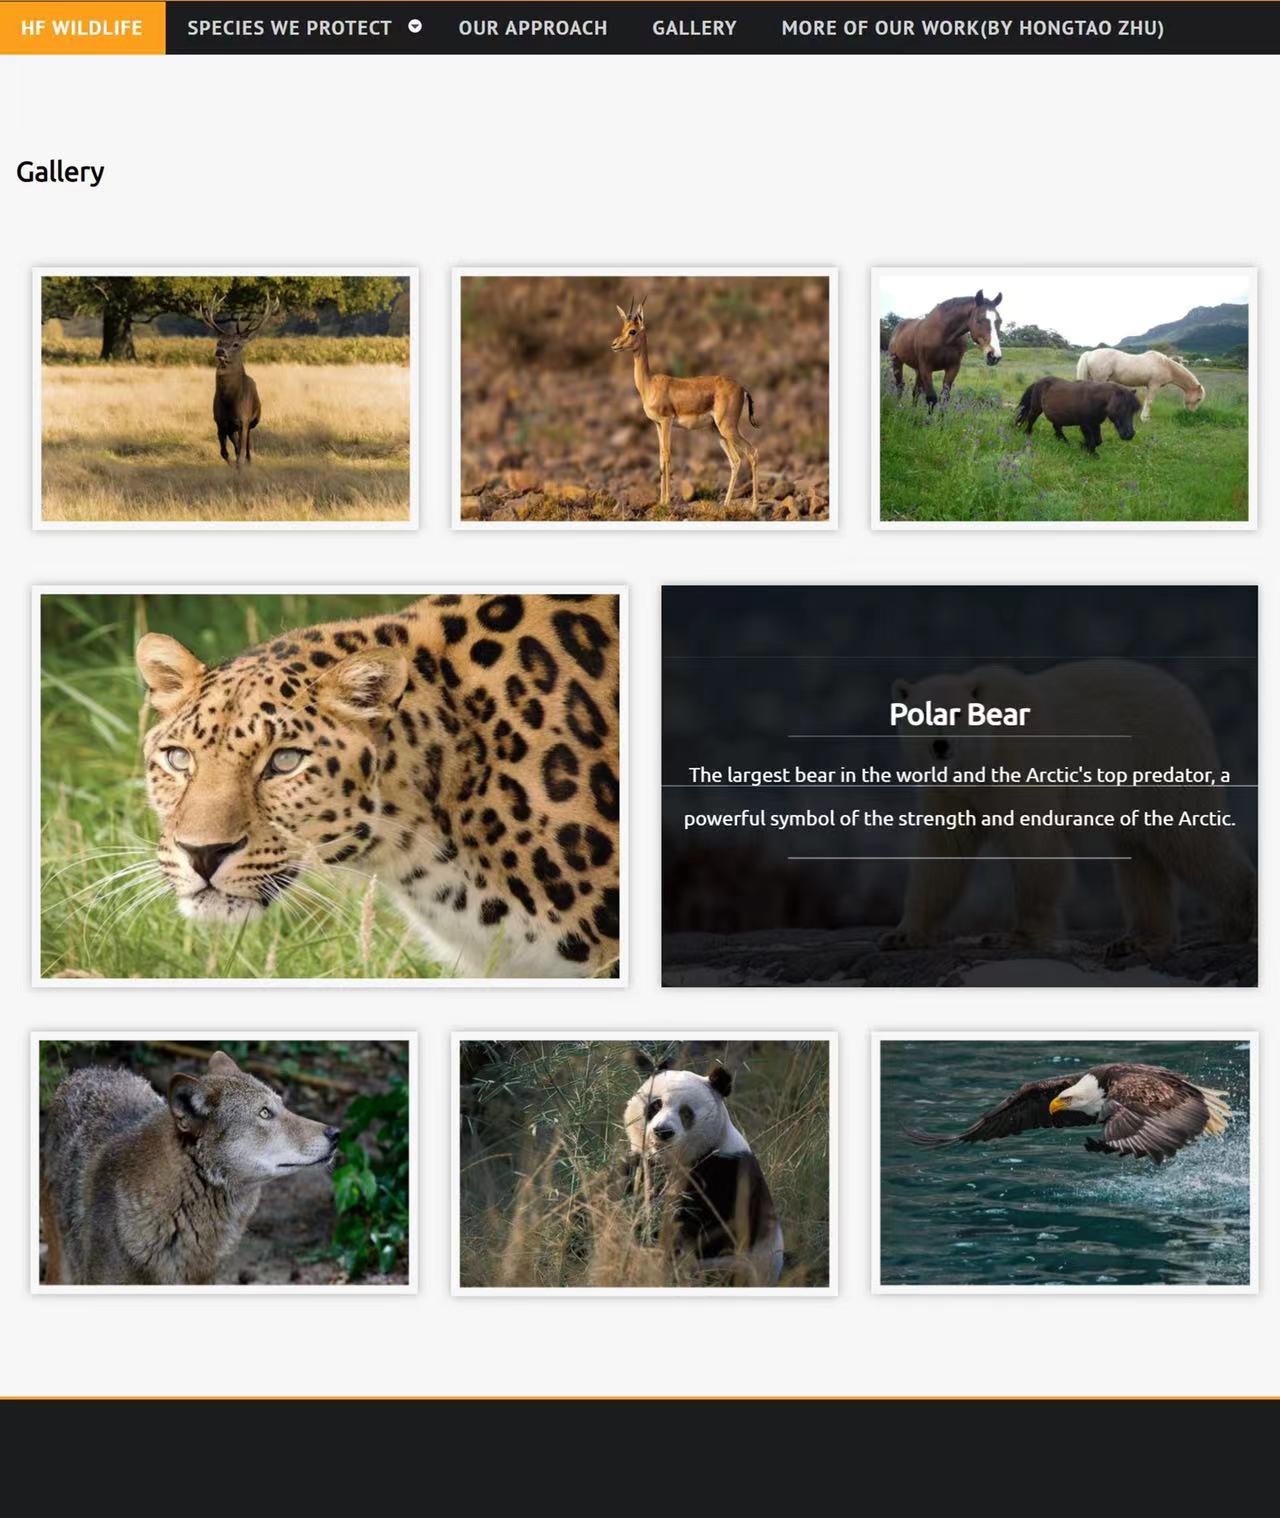 HF WILDLIFE SPECIES WE PROTECT OUR APPROACH GALLERY MORE OF OUR WORK(BY HONGTAO ZHU)
Gallery
Polar Bear
The largest bear in the world and the Arctic's top predator, a
powerful symbol of the strength and endurance of the Arctic.